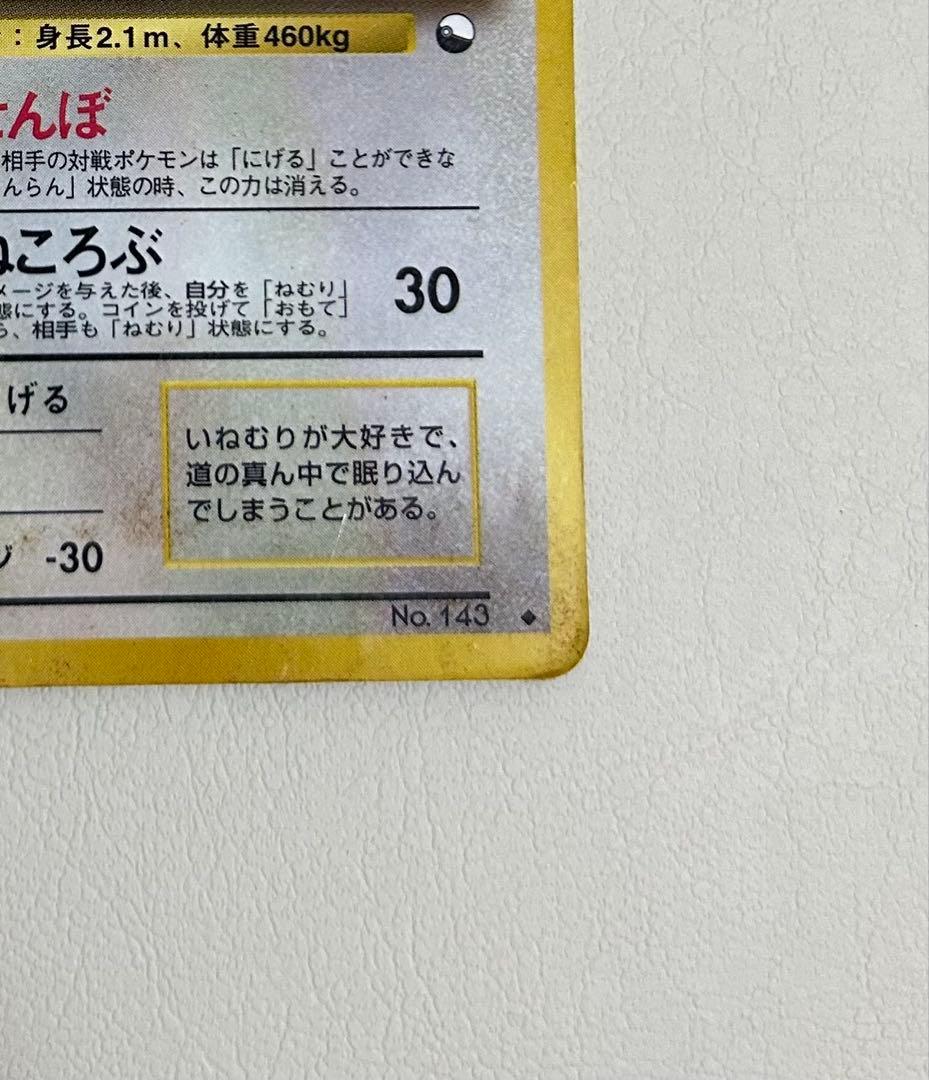 ：身長2.1m、体重460kg
せんぼ
相手の対戦ポケモンは「にげる」ことができな
んらん」状態の時、この力は消える。
ねころぶ
メージを与えた後、自分を「ねむり」
態にする。コインを投げて「おもて」
ら、相手も「ねむり」状態にする。
30
げる
いねむりが大好きで、
道の真ん中で眠り込ん
でしまうことがある。
-30
No. 143